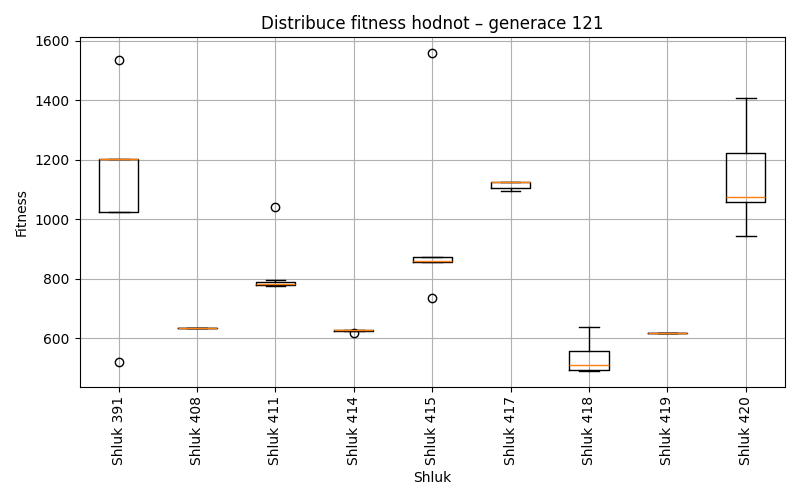 Distribuce fitness hodnot – generace 121
Fitness
1600
1400
1200
1000
800
600
Shluk 391
Shluk 408
Shluk 411
Shluk 414
Shluk 415
Shluk 417
Shluk 418
Shluk 419
Shluk 420
Shluk